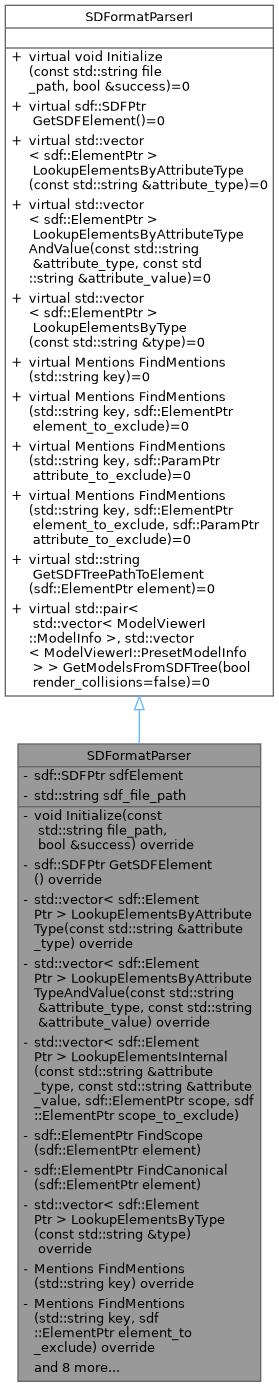 SDFormatParserI
+ virtual void Initialize
(const std::string file
_path, bool &success)=0
+ virtual sdf::SDFPtr
GetSDFElement()=0
+ virtual std::vector
< sdf::ElementPtr >
LookupElementsByAttributeType
(const std::string &attribute_type)=0
+ virtual std::vector
< sdf::ElementPtr >
LookupElementsByAttributeType
AndValue(const std::string
&attribute_type, const std
::string &attribute_value)=0
+ virtual std::vector
< sdf::ElementPtr >
LookupElementsByType
(const std::string &type)=0
+ virtual Mentions FindMentions
(std::string key)=0
+ virtual Mentions FindMentions
(std::string key, sdf::ElementPtr
element_to_exclude)=0
+ virtual Mentions FindMentions
(std::string key, sdf::ParamPtr
attribute_to_exclude)=0
+ virtual Mentions FindMentions
(std::string key, sdf::ElementPtr
element_to_exclude, sdf::ParamPtr
attribute_to_exclude)=0
+ virtual std::string
GetSDFTreePathToElement
(sdf::ElementPtr element)=0
+ virtual std::pair<
std::vector< ModelViewerI
::ModelInfo >, std::vector
< ModelViewerI::PresetModelInfo
> > GetModelsFromSDFTree(bool
render_collisions=false)=0
SDFormatParser
- sdf::SDFPtr sdfElement
- std::string sdf_file_path
- void Initialize(const
std::string file_path,
bool &success) override
- sdf::SDFPtr GetSDFElement
() override
- std::vector< sdf::Element
Ptr > LookupElementsByAttribute
Type(const std::string &attribute
_type) override
- std::vector< sdf::Element
Ptr > LookupElementsByAttribute
TypeAndValue(const std::string
&attribute_type, const std::string
&attribute_value) override
- std::vector< sdf::Element
Ptr > LookupElementsInternal
(const std::string &attribute
_type, const std::string &attribute
_value, sdf::ElementPtr scope, sdf
::ElementPtr scope_to_exclude)
- sdf::ElementPtr FindScope
(sdf::ElementPtr element)
- sdf::ElementPtr FindCanonical
(sdf::ElementPtr element)
- std::vector< sdf::Element
Ptr > LookupElementsByType
(const std::string &type)
override
- Mentions FindMentions
(std::string key) override
- Mentions FindMentions
(std::string key, sdf
::ElementPtr element_to
_exclude) override
and 8 more...